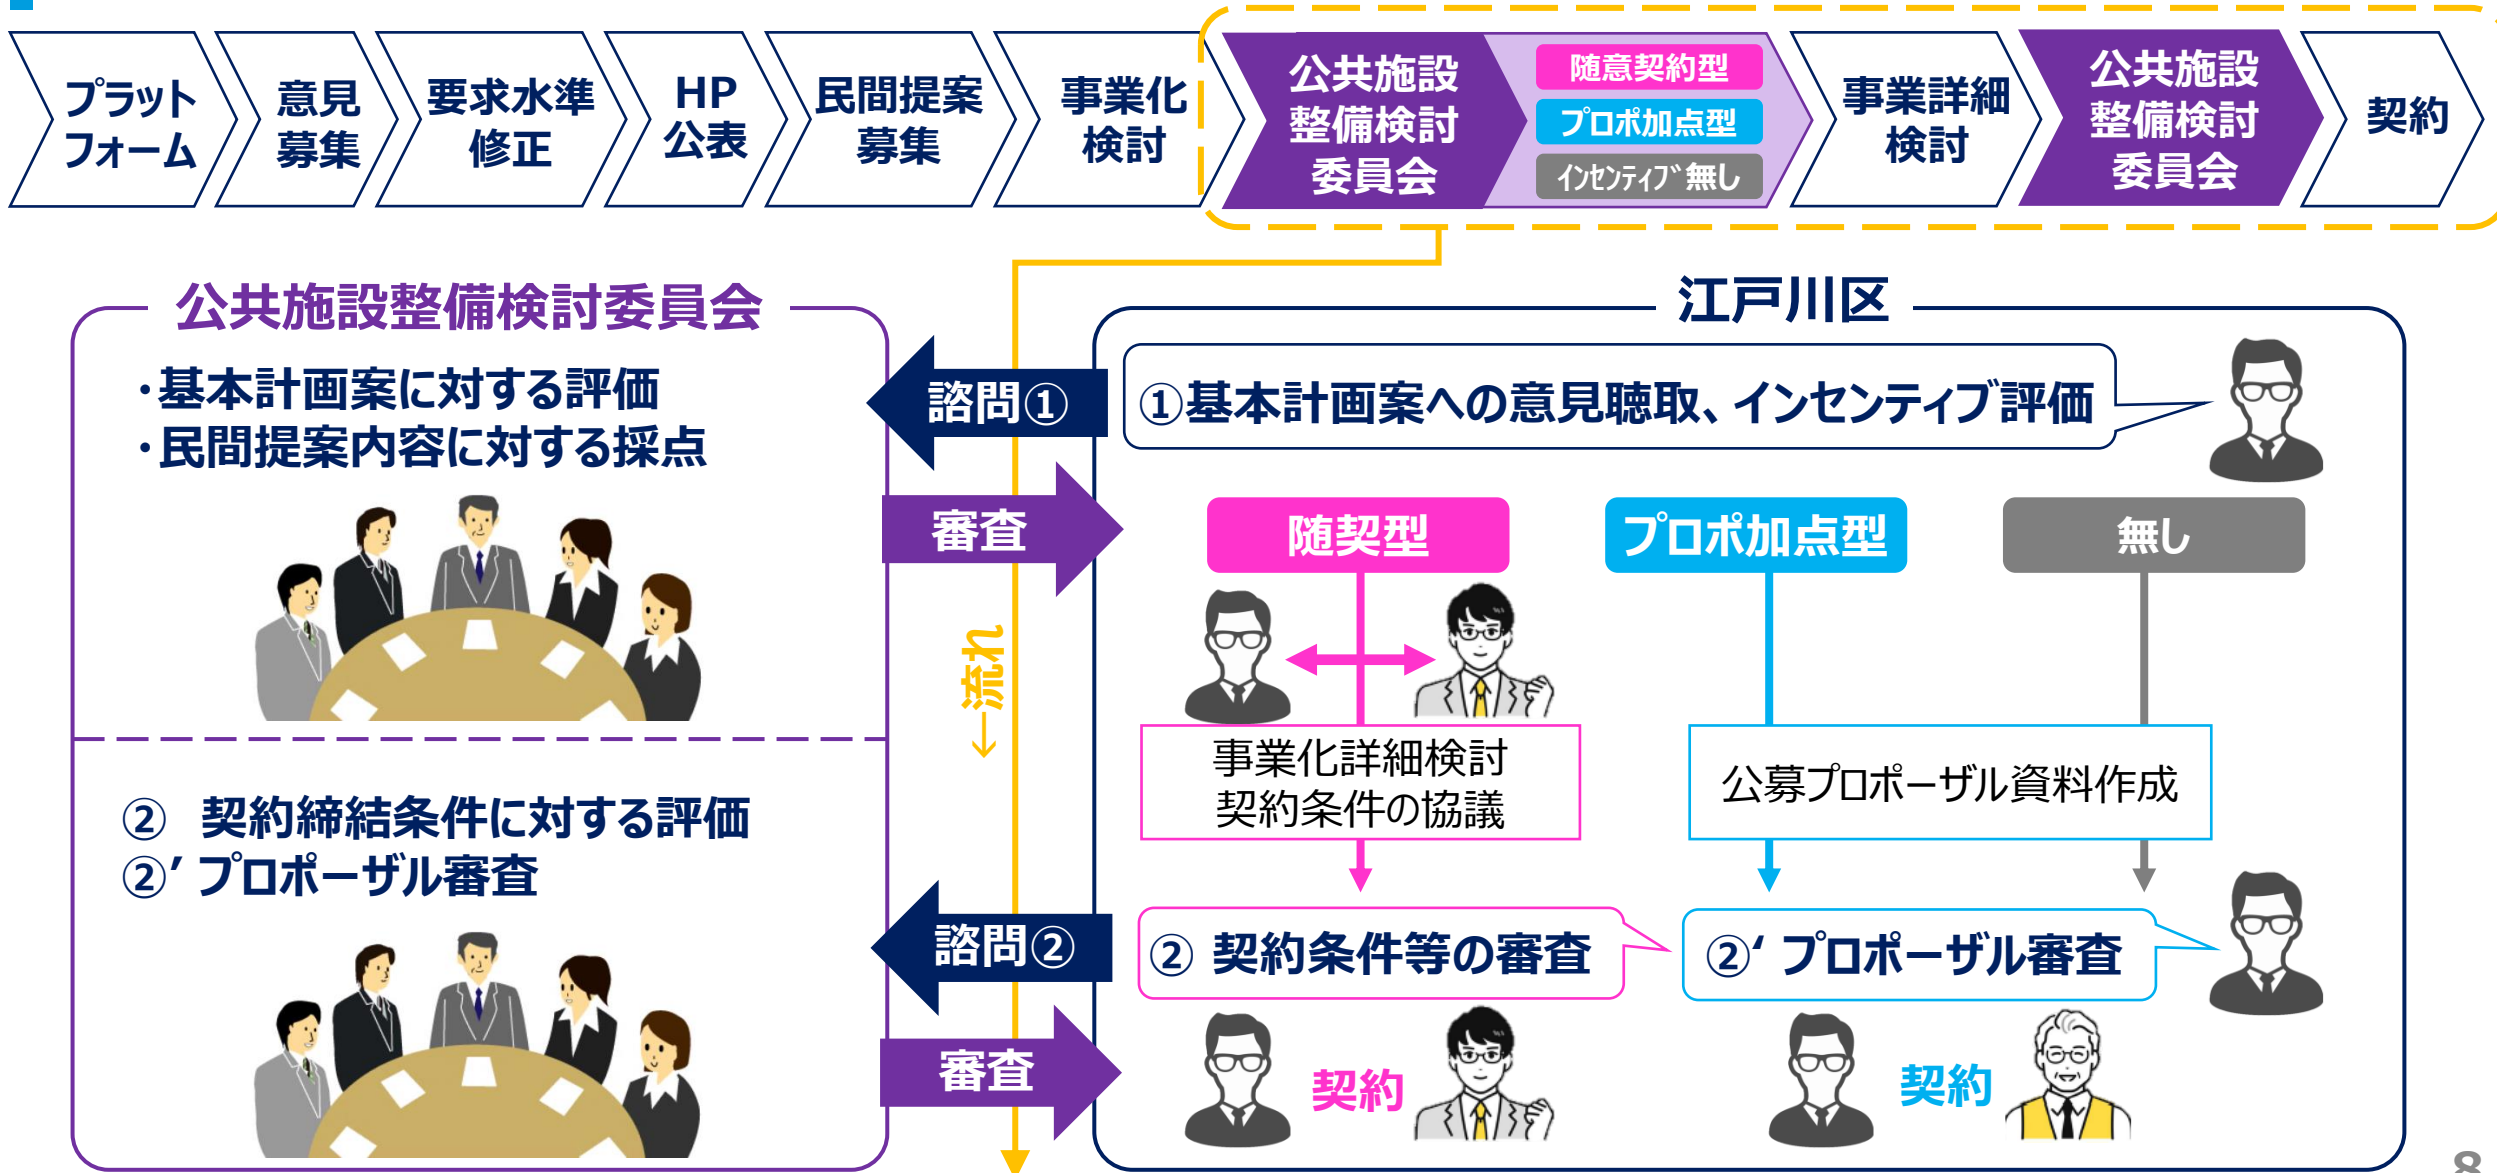 プラット
フォーム
意見
募集
要求水準
修正
HP
公表
民間提案
募集
事業化
検討
公共施設
整備検討
委員会
随意契約型
プロポ加点型
インセンティブ無し
事業詳細
検討
公共施設
整備検討
委員会
契約
公共施設整備検討委員会
・基本計画案に対する評価
・民間提案内容に対する採点
諮問①
審査
←流れ
江戸川区
①基本計画案への意見聴取、インセンティブ評価
随契型
プロポ加点型
無し
事業化詳細検討
契約条件の協議
公募プロポーザル資料作成
② 契約締結条件に対する評価
②’プロポーザル審査
諮問②
審査
② 契約条件等の審査
②‘ プロポーザル審査
契約
契約
8